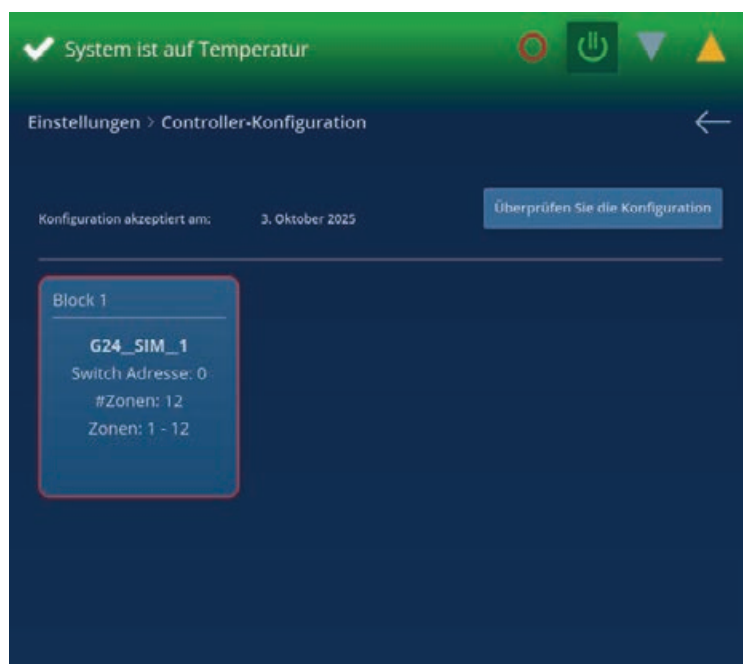 System ist auf Temperatur
Einstellungen > Controller-Konfiguration
Konfiguration akzeptiert am: 3. Oktober 2025
Überprüfen Sie die Konfiguration
Block 1
G24__SIM__1
Switch Adresse: 0
#Zonen: 12
Zonen: 1 - 12